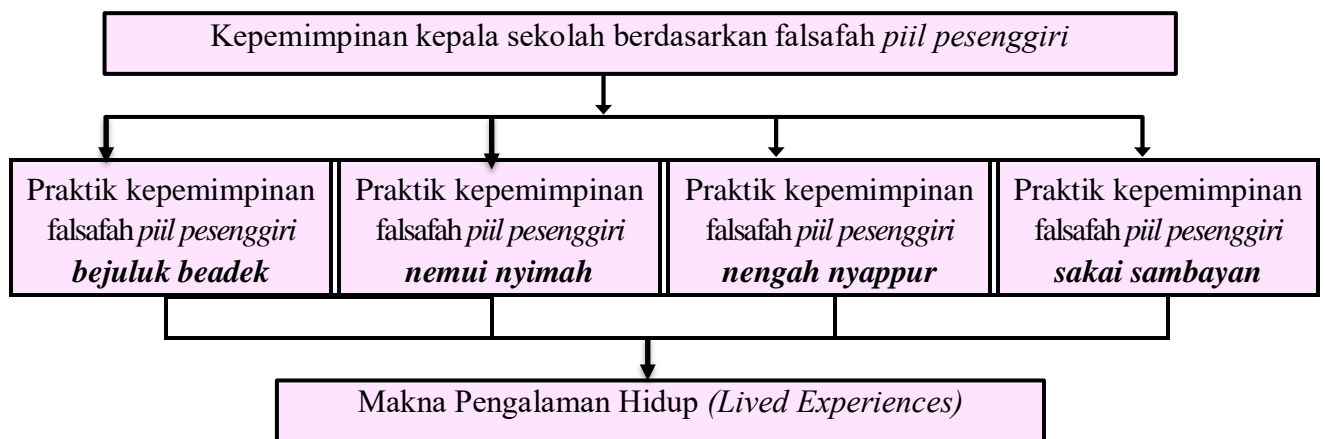 Kepemimpinan kepala sekolah berdasarkan falsafah piil pesenggiri
Praktik kepemimpinan
falsafah piil pesenggiri
bejuluk beadek
Praktik kepemimpinan
falsafah piil pesenggiri
nemui nyimah
Praktik kepemimpinan
falsafah piil pesenggiri
nengah nyappur
Praktik kepemimpinan
falsafah piil pesenggiri
sakai sambayan
Makna Pengalaman Hidup (Lived Experiences)